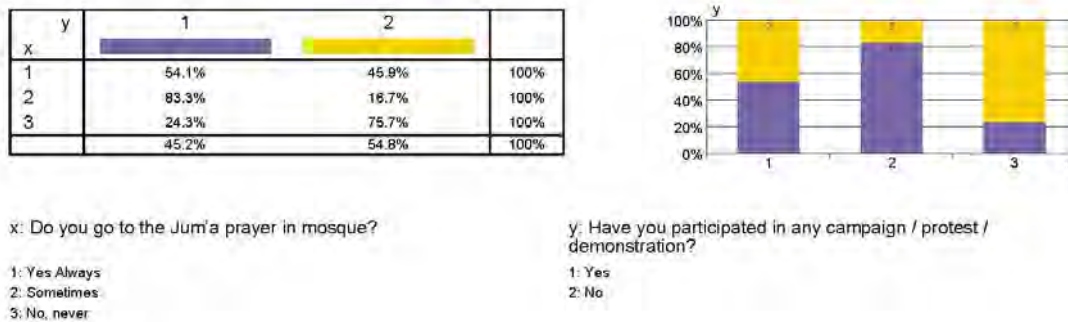 y 1 2
x
1 54.1% 45.9% 100%
2 83.3% 16.7% 100%
3 24.3% 75.7% 100%
45.2% 54.8% 100%
y
100%
80%
60%
40%
20%
0%
1 2 3
x: Do you go to the Jum'a prayer in mosque?
1: Yes Always
2: Sometimes
3: No, never
y: Have you participated in any campaign / protest /
demonstration?
1: Yes
2: No